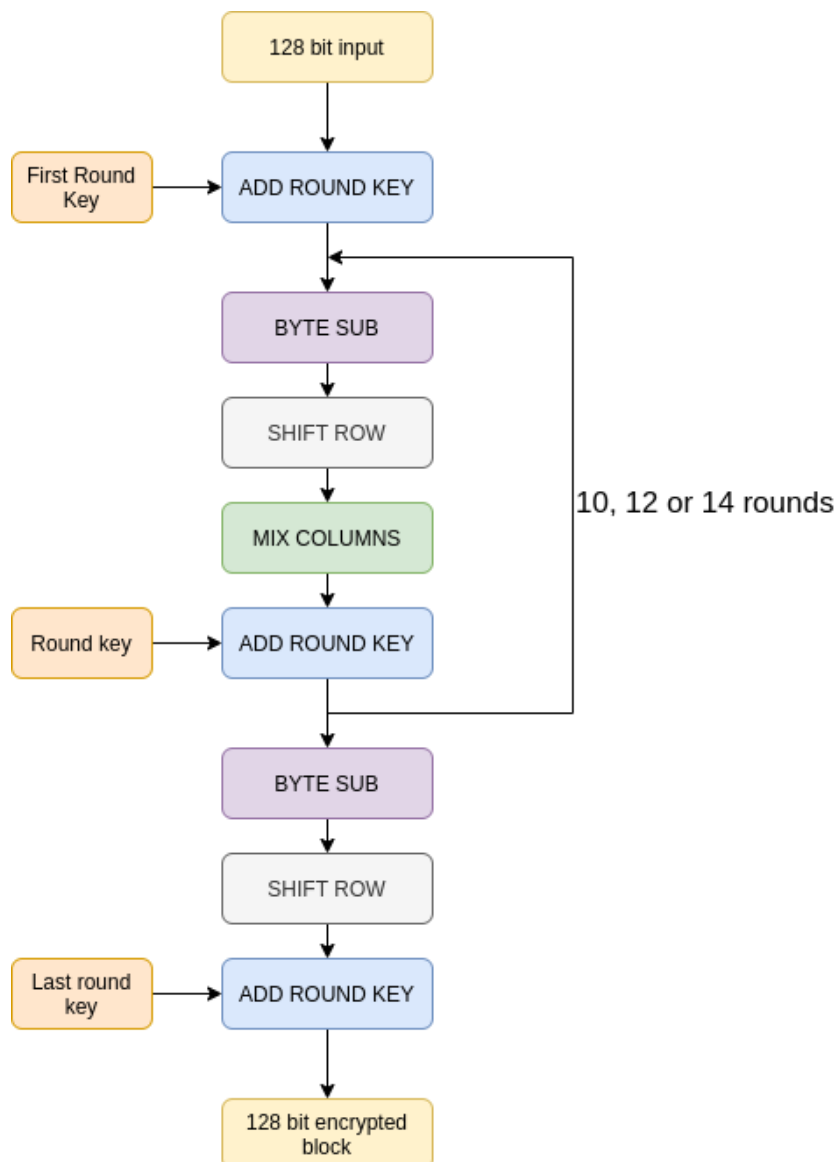 128 bit input
First Round
Key
ADD ROUND KEY
BYTE SUB
SHIFT ROW
10, 12 or 14 rounds
MIX COLUMNS
Round key
ADD ROUND KEY
BYTE SUB
SHIFT ROW
Last round
key
ADD ROUND KEY
128 bit encrypted
block